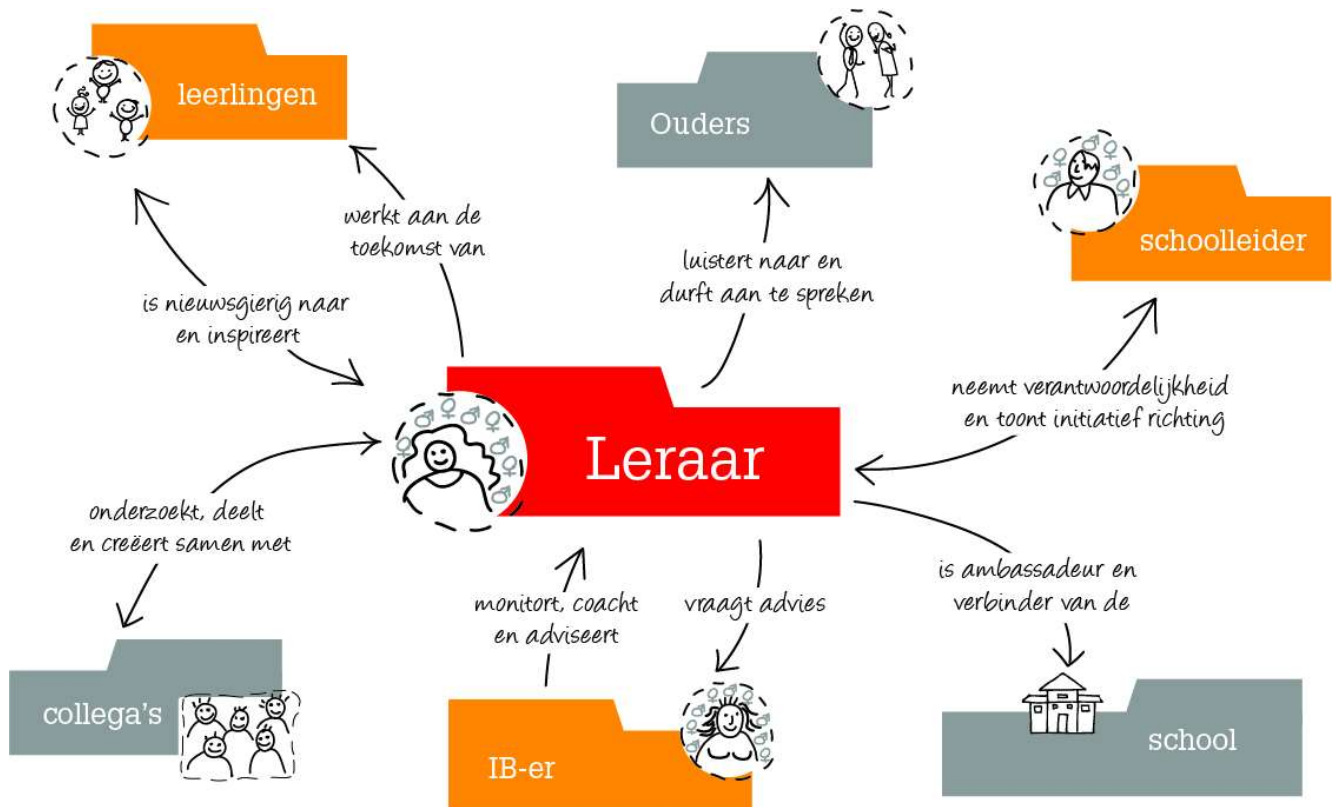 leerlingen
Ouders
schoolleider
werkt aan de
toekomst van
luistert naar en
durft aan te spreken
is nieuwsgierig naar
en inspireert
neemt verantwoordelijkheid
en toont initiatief richting
Leraar
onderzoekt, deelt
en creëert samen met
monitort, coacht
en adviseert
vraagt advies
is ambassadeur en
verbinder van de
collega's
IB-er
school